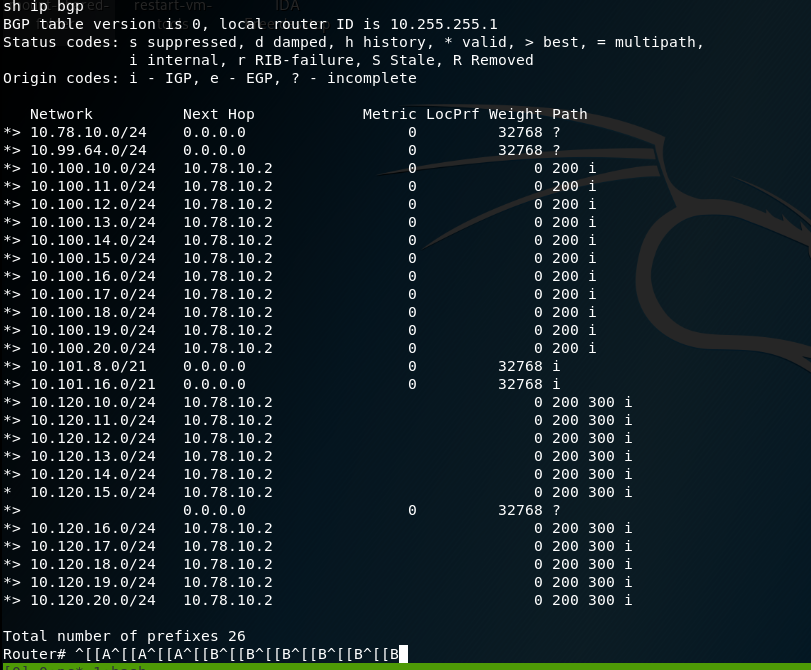 sh ip bgp
BGP table version is 0, local router ID is 10.255.255.1
Status codes: s suppressed, d damped, h history, * valid, > best, = multipath,
              i internal, r RIB-failure, S Stale, R Removed
Origin codes: i - IGP, e - EGP, ? - incomplete

   Network          Next Hop            Metric LocPrf Weight Path
*> 10.78.10.0/24    0.0.0.0                  0         32768 ?
*> 10.99.64.0/24    0.0.0.0                  0         32768 ?
*> 10.100.10.0/24   10.78.10.2               0             0 200 i
*> 10.100.11.0/24   10.78.10.2               0             0 200 i
*> 10.100.12.0/24   10.78.10.2               0             0 200 i
*> 10.100.13.0/24   10.78.10.2               0             0 200 i
*> 10.100.14.0/24   10.78.10.2               0             0 200 i
*> 10.100.15.0/24   10.78.10.2               0             0 200 i
*> 10.100.16.0/24   10.78.10.2               0             0 200 i
*> 10.100.17.0/24   10.78.10.2               0             0 200 i
*> 10.100.18.0/24   10.78.10.2               0             0 200 i
*> 10.100.19.0/24   10.78.10.2               0             0 200 i
*> 10.100.20.0/24   10.78.10.2               0             0 200 i
*> 10.101.8.0/21    0.0.0.0                  0         32768 i
*> 10.101.16.0/21   0.0.0.0                  0         32768 i
*> 10.120.10.0/24   10.78.10.2                             0 200 300 i
*> 10.120.11.0/24   10.78.10.2                             0 200 300 i
*> 10.120.12.0/24   10.78.10.2                             0 200 300 i
*> 10.120.13.0/24   10.78.10.2                             0 200 300 i
*> 10.120.14.0/24   10.78.10.2                             0 200 300 i
*  10.120.15.0/24   10.78.10.2                             0 200 300 i
*>                  0.0.0.0                  0         32768 ?
*> 10.120.16.0/24   10.78.10.2                             0 200 300 i
*> 10.120.17.0/24   10.78.10.2                             0 200 300 i
*> 10.120.18.0/24   10.78.10.2                             0 200 300 i
*> 10.120.19.0/24   10.78.10.2                             0 200 300 i
*> 10.120.20.0/24   10.78.10.2                             0 200 300 i

Total number of prefixes 26
Router# ^[[A^[[A^[[A^[[B^[[B^[[B^[[B^[[B^[[B